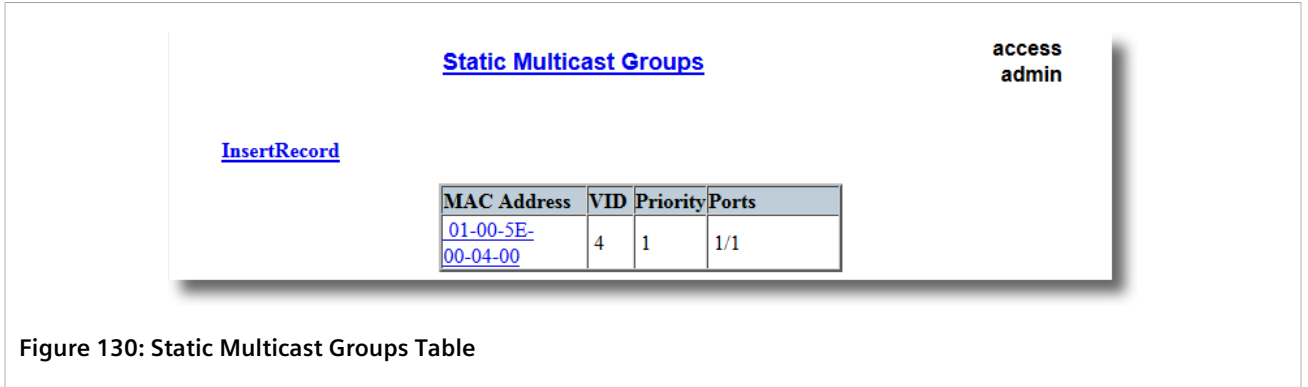 Static Multicast Groups
access
admin
InsertRecord
MAC Address VID Priority Ports
01-00-5E-
00-04-00
4 1 1/1
Figure 130: Static Multicast Groups Table